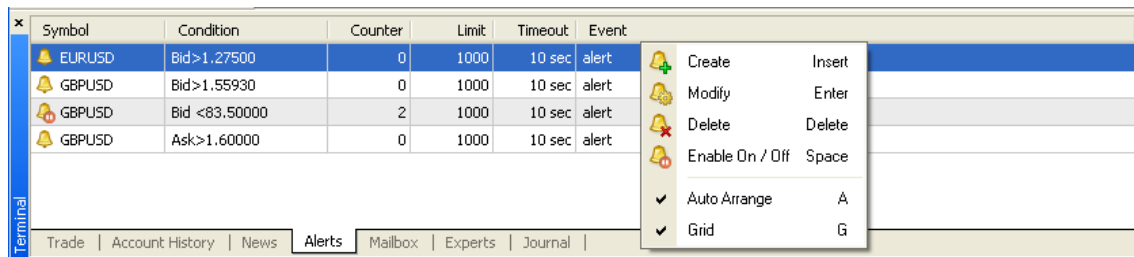 Symbol Condition Counter Limit Timeout Event
EURUSD Bid>1.27500 0 1000 10 sec alert
GBPUSD Bid>1.55930 0 1000 10 sec alert
GBPUSD Bid <83.50000 2 1000 10 sec alert
GBPUSD Ask>1.60000 0 1000 10 sec alert
Create Insert
Modify Enter
Delete Delete
Enable On / Off Space
Auto Arrange A
Grid G
Terminal
Trade | Account History | News | Alerts | Mailbox | Experts | Journal |